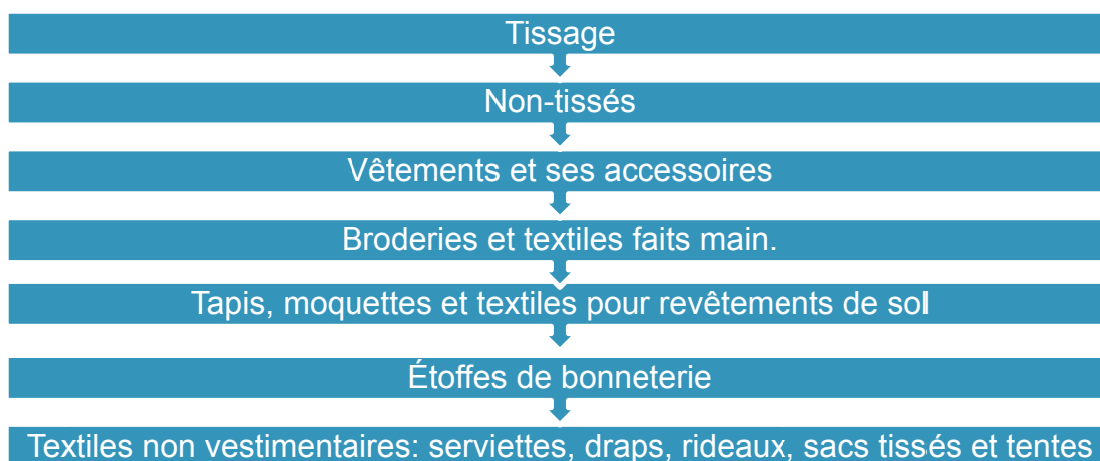 Tissage
Non-tissés
Vêtements et ses accessoires
Broderies et textiles faits main.
Tapis, moquettes et textiles pour revêtements de sol
Étoffes de bonneterie
Textiles non vestimentaires: serviettes, draps, rideaux, sacs tissés et tentes